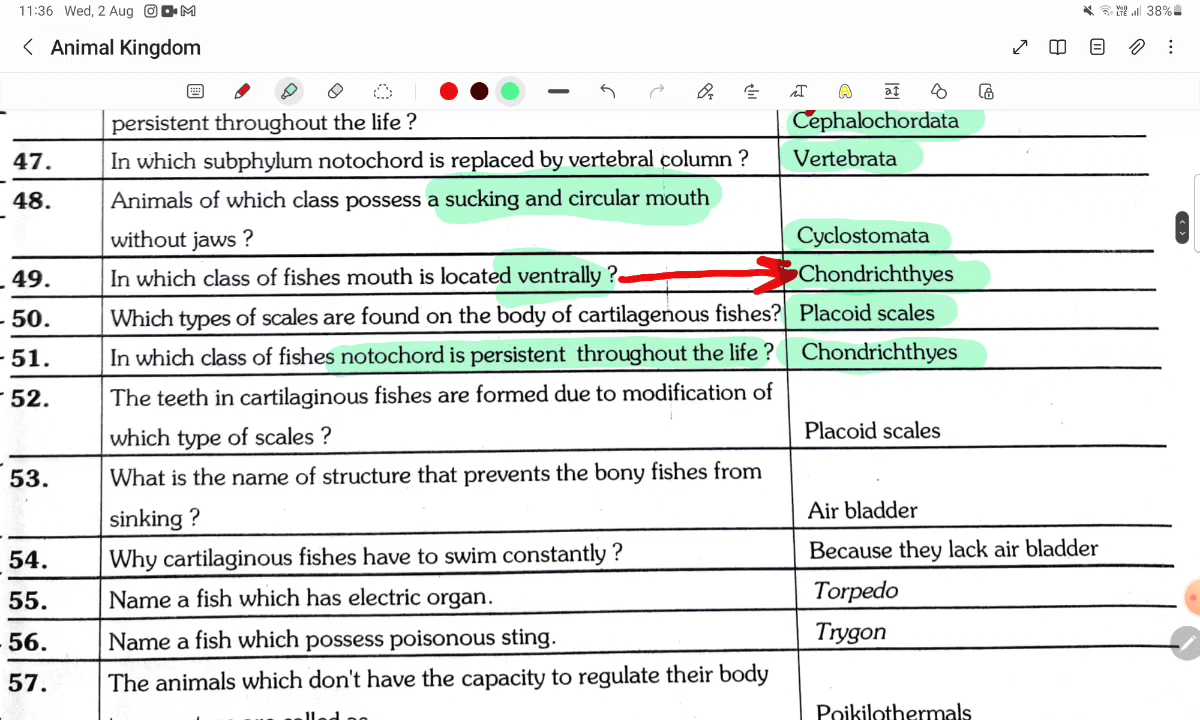 11:36 Wed, 2 Aug
38%
Animal Kingdom
persistent throughout the life ? Cephalochordata
47. In which subphylum notochord is replaced by vertebral column ? Vertebrata
48. Animals of which class possess a sucking and circular mouth
without jaws ? Cyclostomata
49. In which class of fishes mouth is located ventrally ? Chondrichthyes
50. Which types of scales are found on the body of cartilagenous fishes? Placoid scales
51. In which class of fishes notochord is persistent throughout the life ? Chondrichthyes
52. The teeth in cartilaginous fishes are formed due to modification of
which type of scales ? Placoid scales
53. What is the name of structure that prevents the bony fishes from
sinking ? Air bladder
54. Why cartilaginous fishes have to swim constantly ? Because they lack air bladder
55. Name a fish which has electric organ. Torpedo
56. Name a fish which possess poisonous sting. Trygon
57. The animals which don't have the capacity to regulate their body
Poikilothermals